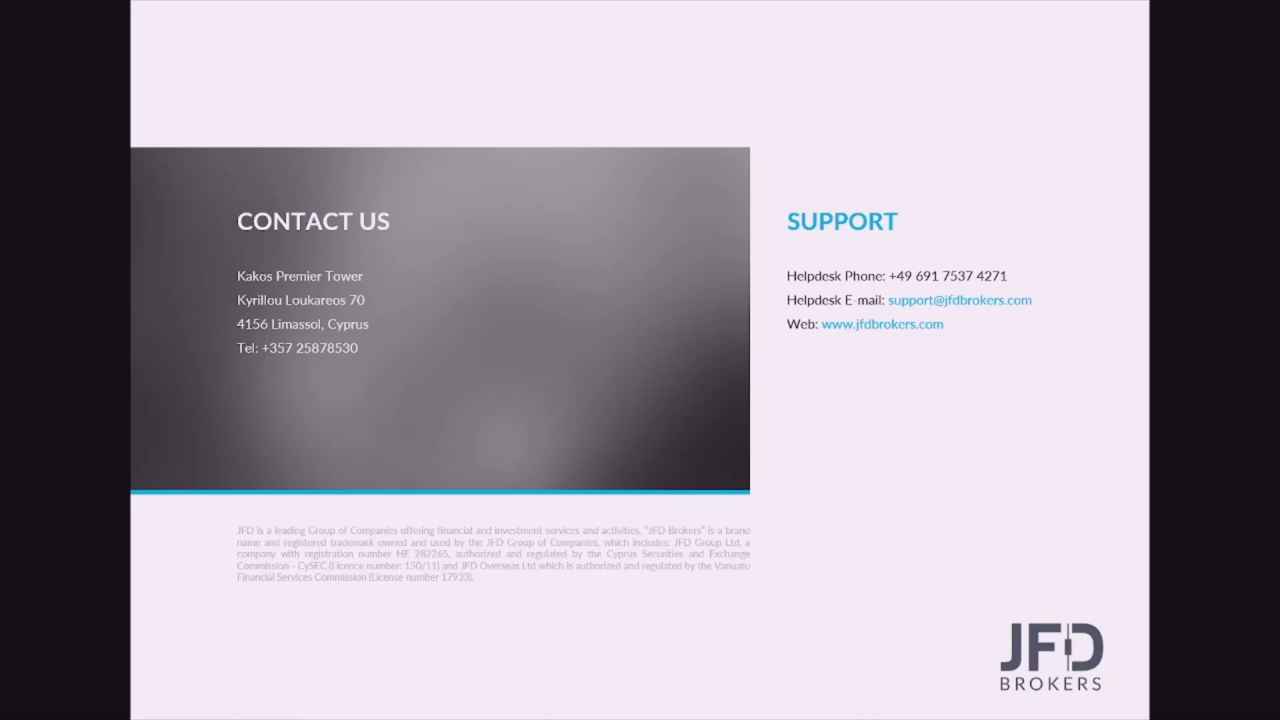 CONTACT US
Kakos Premier Tower
Kyrillou Loukareos 70
4156 Limassol, Cyprus
Tel: +357 25878530
SUPPORT
Helpdesk Phone: +49 691 7537 4271
Helpdesk E-mail: support@jfdbrokers.com
Web: www.jfdbrokers.com
JFD is a leading Group of Companies offering financial and investment services and activities. "JFD Brokers" is a brand
name and registered trademark owned and used by the JFD Group of Companies, which includes: JFD Group Ltd, a
company with registration number HE 282265, authorized and regulated by the Cyprus Securities and Exchange
Commission - CySEC (Licence number: 150/11) and JFD Overseas Ltd which is authorized and regulated by the Vanuatu
Financial Services Commission (License number 17933).
JFD
BROKERS